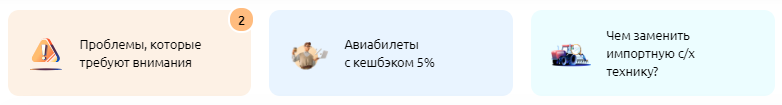 2
Проблемы, которые
требуют внимания
Авиабилеты
с кешбэком 5%
Чем заменить
импортную с/х
технику?